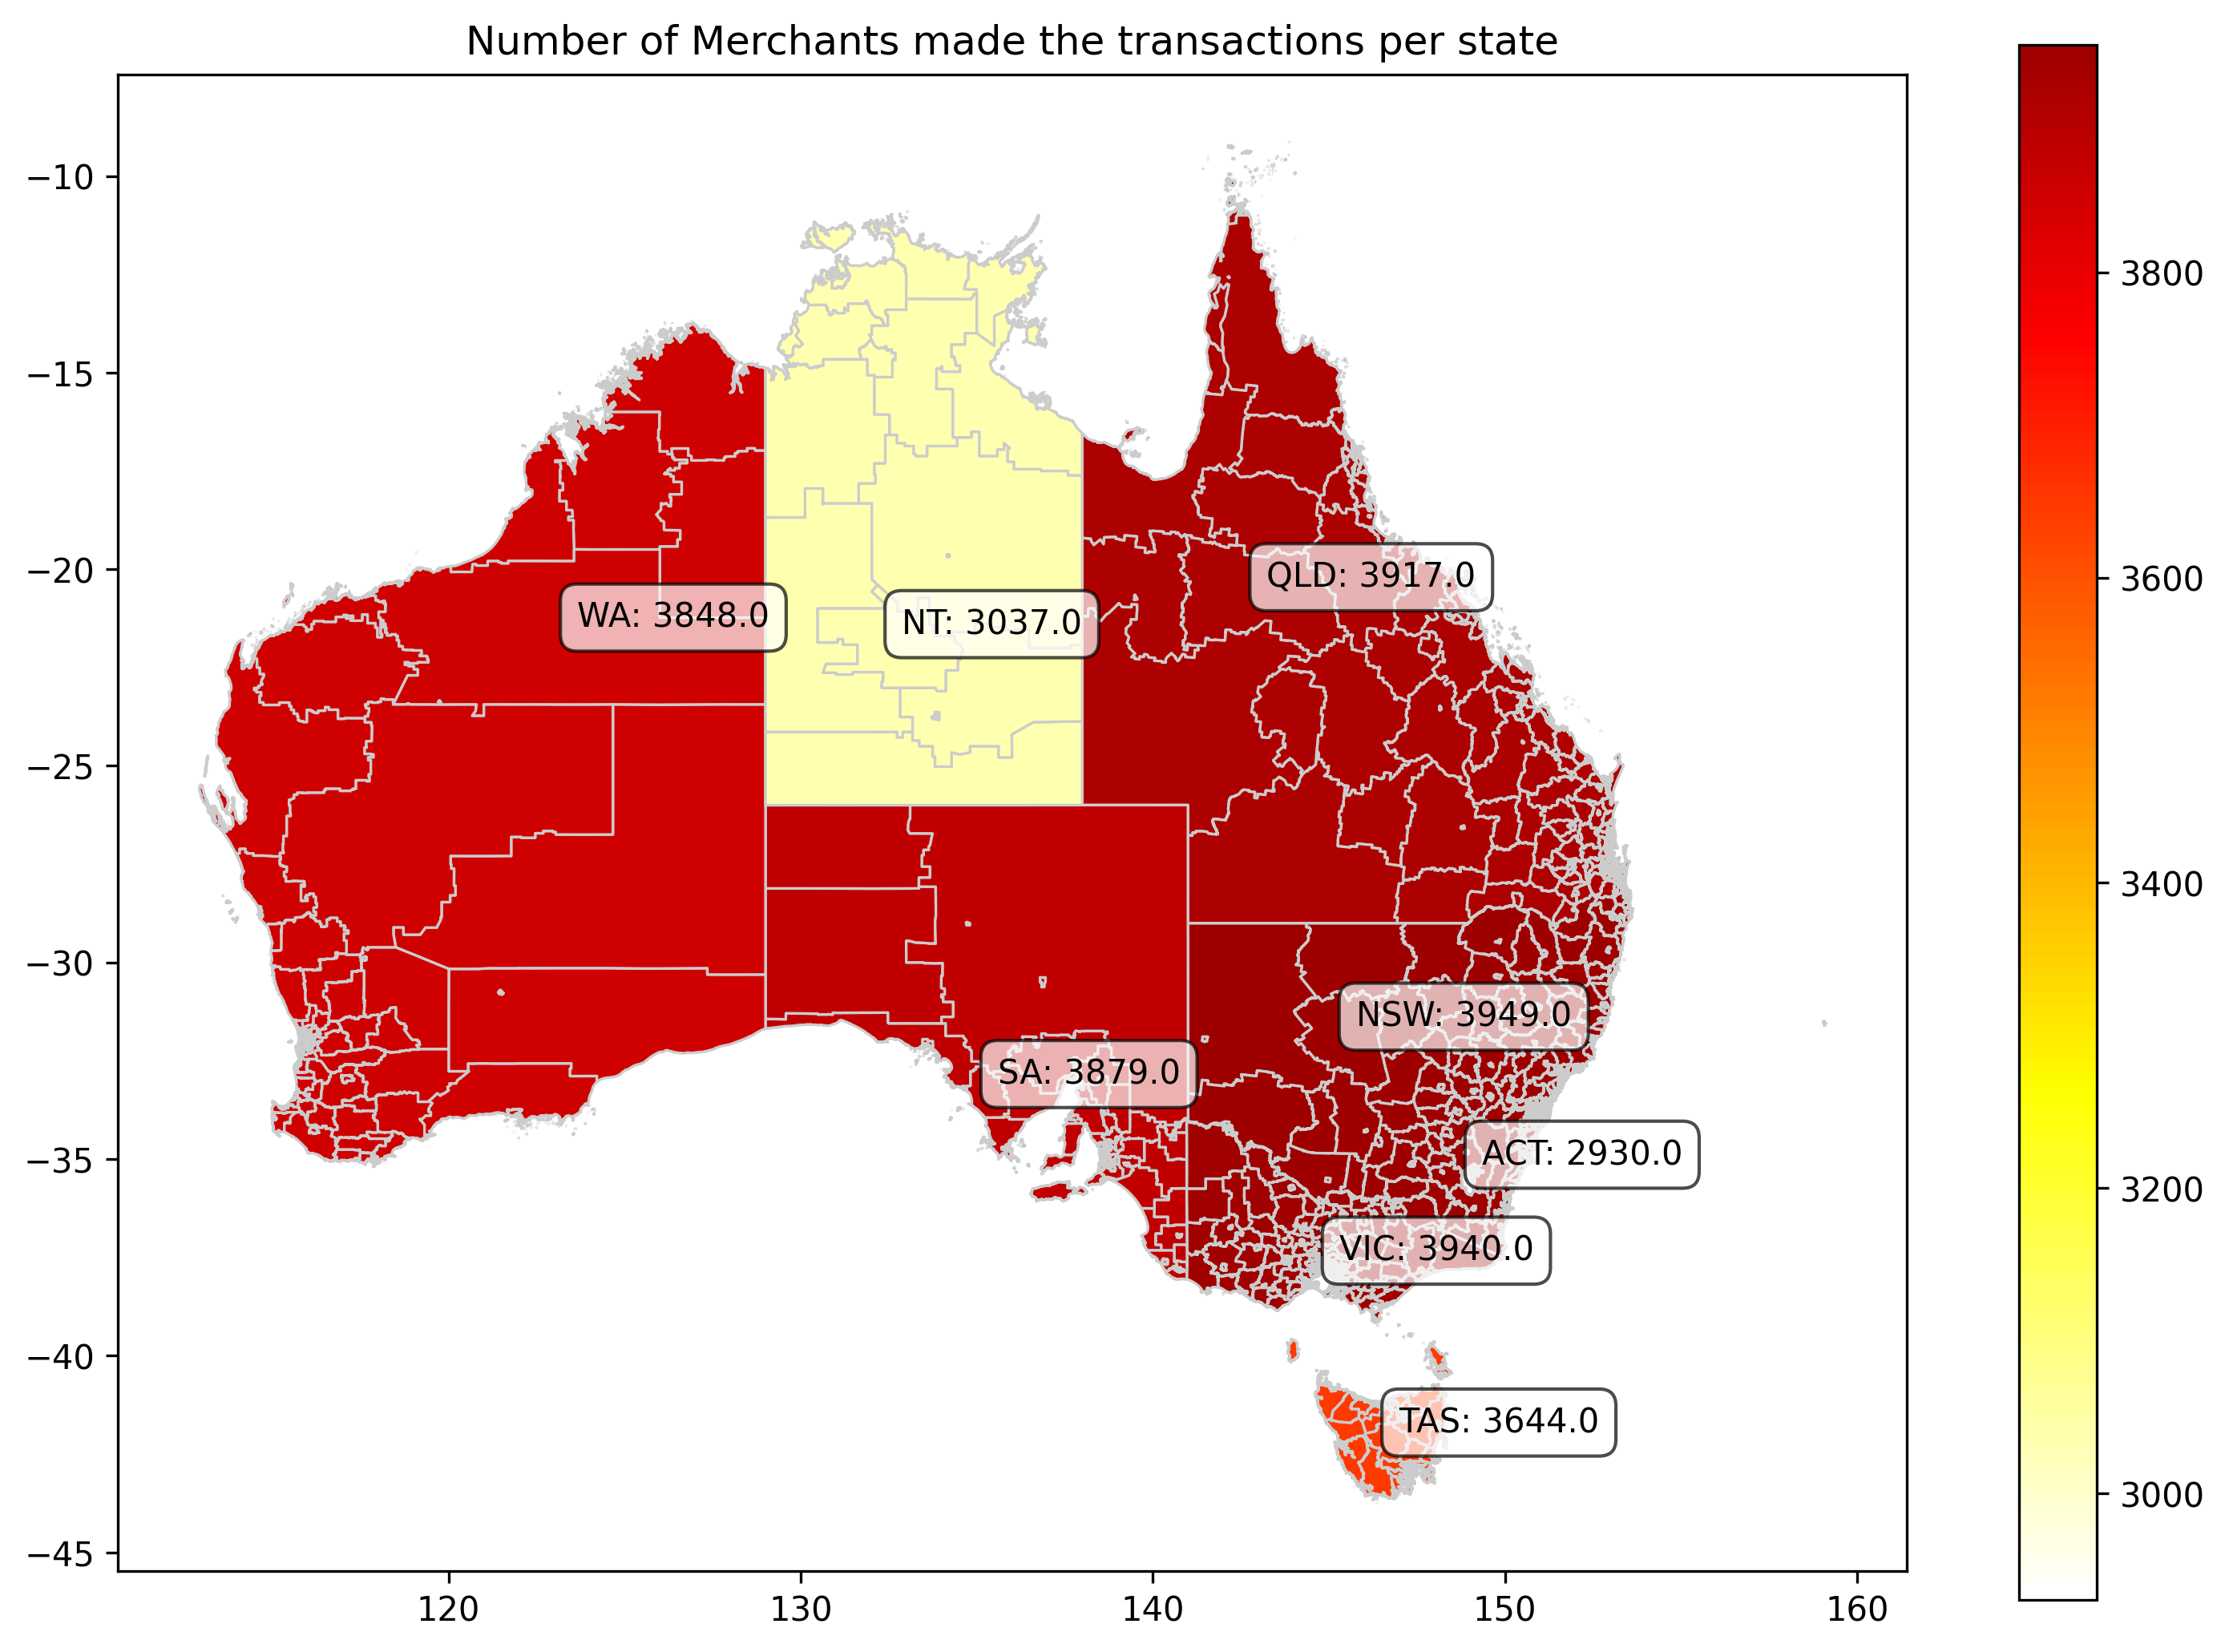 Number of Merchants made the transactions per state
−10
−15
−20
−25
−30
−35
−40
−45
120
130
140
150
160
QLD: 3917.0
WA: 3848.0
NT: 3037.0
NSW: 3949.0
SA: 3879.0
ACT: 2930.0
VIC: 3940.0
TAS: 3644.0
3800
3600
3400
3200
3000